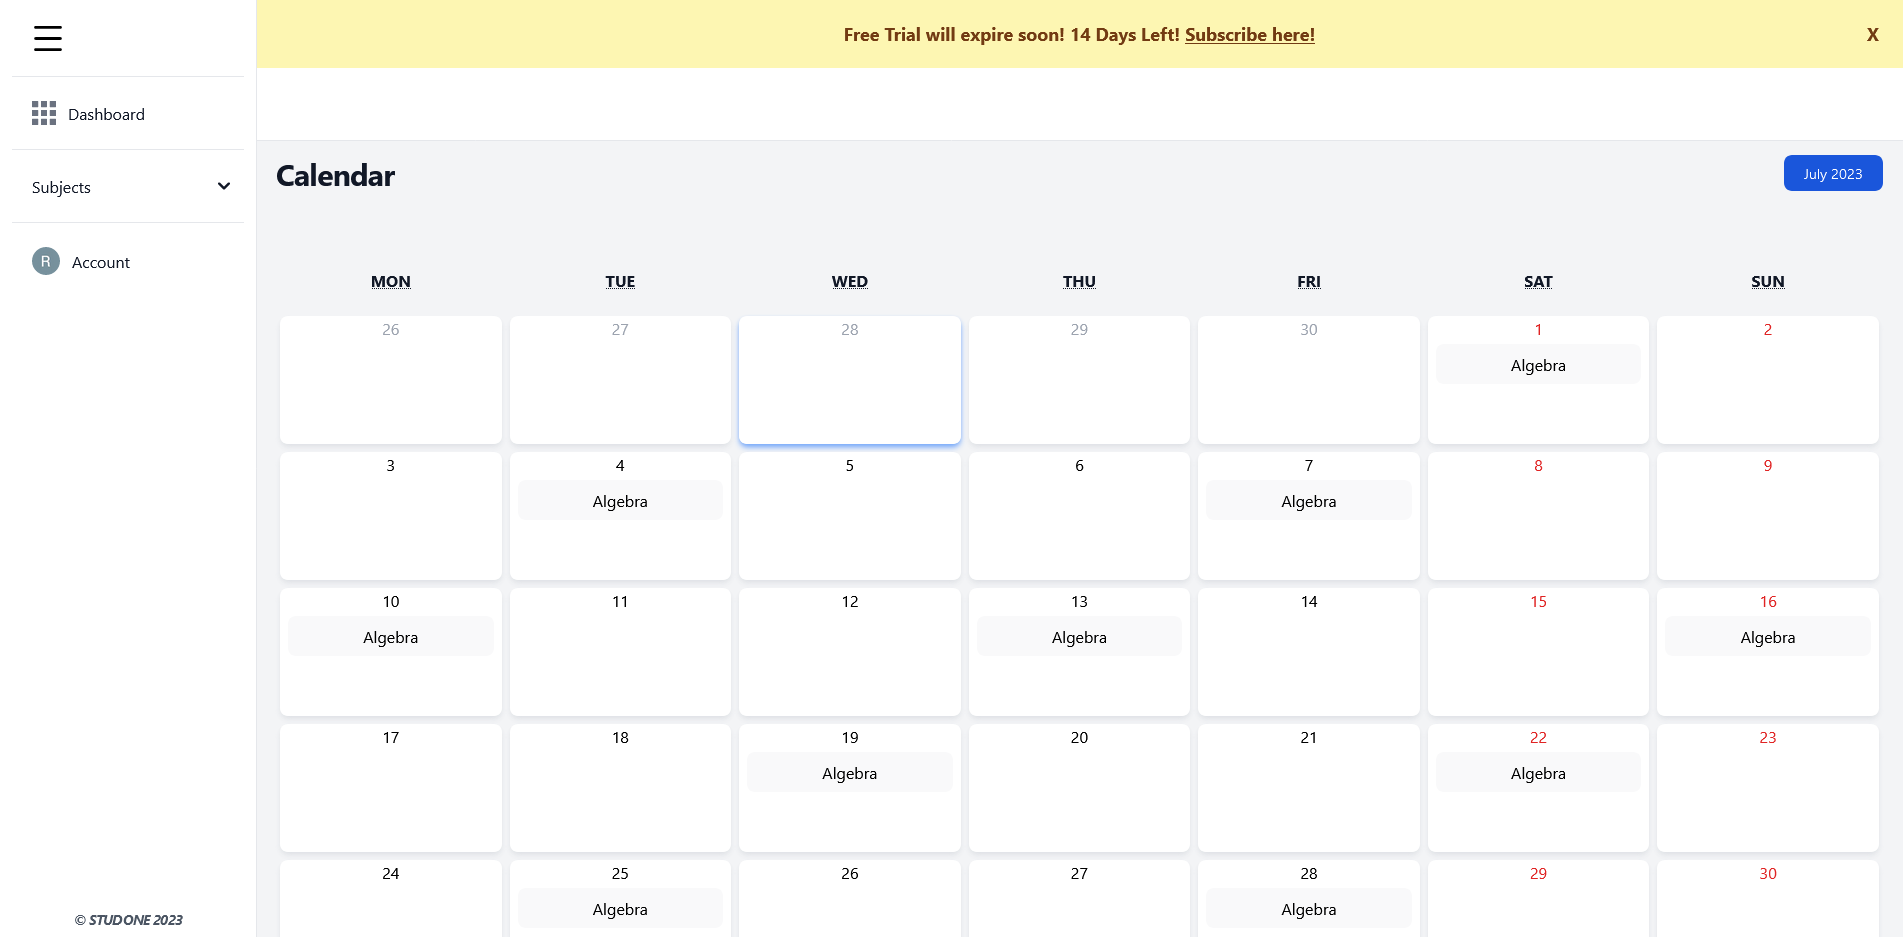 Free Trial will expire soon! 14 Days Left! Subscribe here!
X
Dashboard
Subjects
R Account
© STUDONE 2023
Calendar
July 2023
MON TUE WED THU FRI SAT SUN
26 27 28 29 30 1 2
Algebra
3 4 5 6 7 8 9
Algebra Algebra
10 11 12 13 14 15 16
Algebra Algebra Algebra
17 18 19 20 21 22 23
Algebra Algebra
24 25 26 27 28 29 30
Algebra Algebra